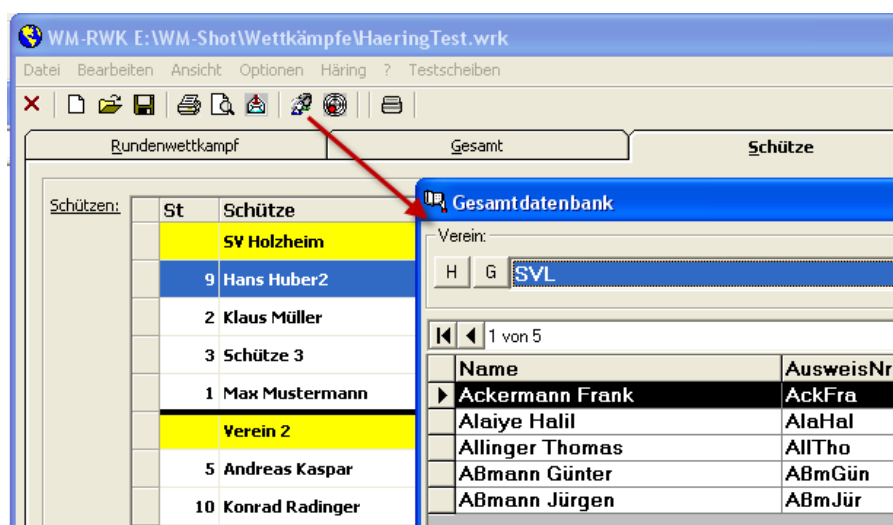 WM-RWK E:\WM-Shot\Wettkämpfe\HaeringTest.wrk
Datei Bearbeiten Ansicht Optionen Häring ? Testscheiben
Rundenwettkampf Gesamt Schütze
Schützen:
St Schütze
SV Holzheim
9 Hans Huber2
2 Klaus Müller
3 Schütze 3
1 Max Mustermann
Verein 2
5 Andreas Kaspar
10 Konrad Radinger
Gesamtdatenbank
Verein:
H G SVL
1 von 5
Name AusweisNr
Ackermann Frank AckFra
Alaiye Halil AlaHal
Allinger Thomas AllTho
Aßmann Günter AßmGün
Aßmann Jürgen AßmJür